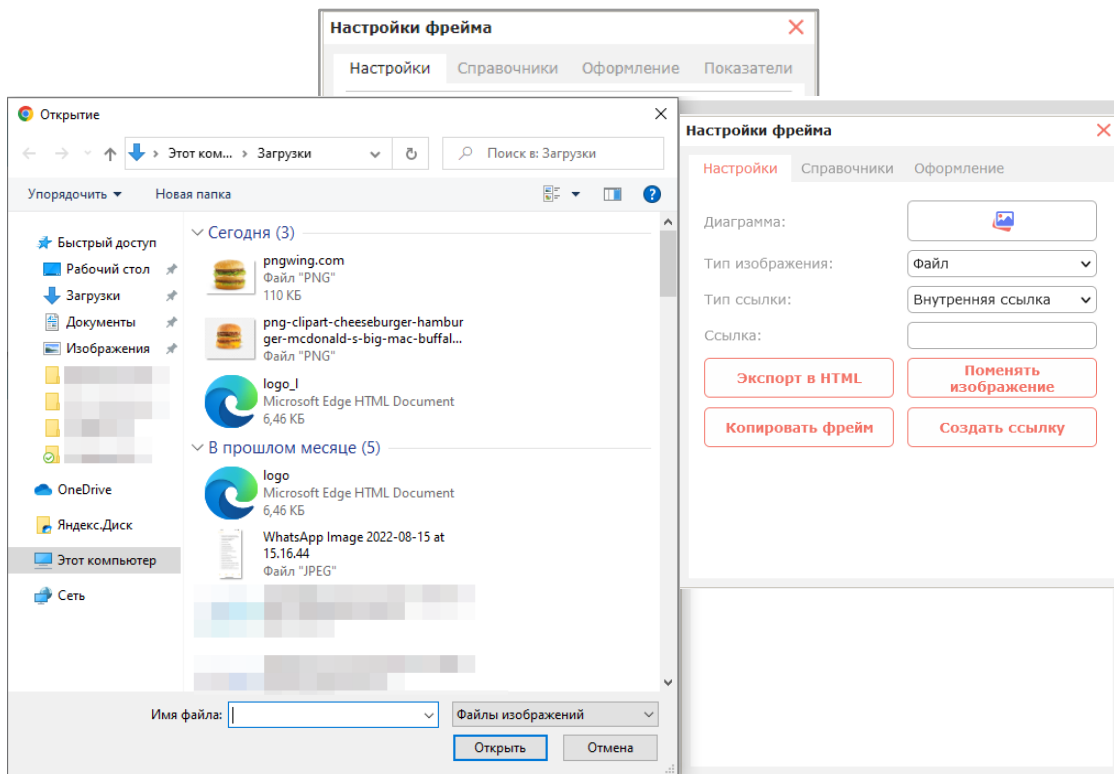 Настройки фрейма
Настройки Справочники Оформление Показатели
Открытие
Этот ком... Загрузки
Поиск в: Загрузки
Упорядочить Новая папка
Быстрый доступ
Рабочий стол
Загрузки
Документы
Изображения
OneDrive
Яндекс.Диск
Этот компьютер
Сеть
Сегодня (3)
pngwing.com
Файл "PNG"
110 КБ
png-clipart-cheeseburger-hambur
ger-mcdonald-s-big-mac-buffal...
Файл "PNG"
logo_l
Microsoft Edge HTML Document
6,46 КБ
В прошлом месяце (5)
logo
Microsoft Edge HTML Document
6,46 КБ
WhatsApp Image 2022-08-15 at
15.16.44
Файл "JPEG"
Имя файла:
Файлы изображений
Открыть Отмена
Настройки фрейма
Настройки Справочники Оформление
Диаграмма:
Тип изображения: Файл
Тип ссылки: Внутренняя ссылка
Ссылка:
Экспорт в HTML
Поменять
изображение
Копировать фрейм
Создать ссылку